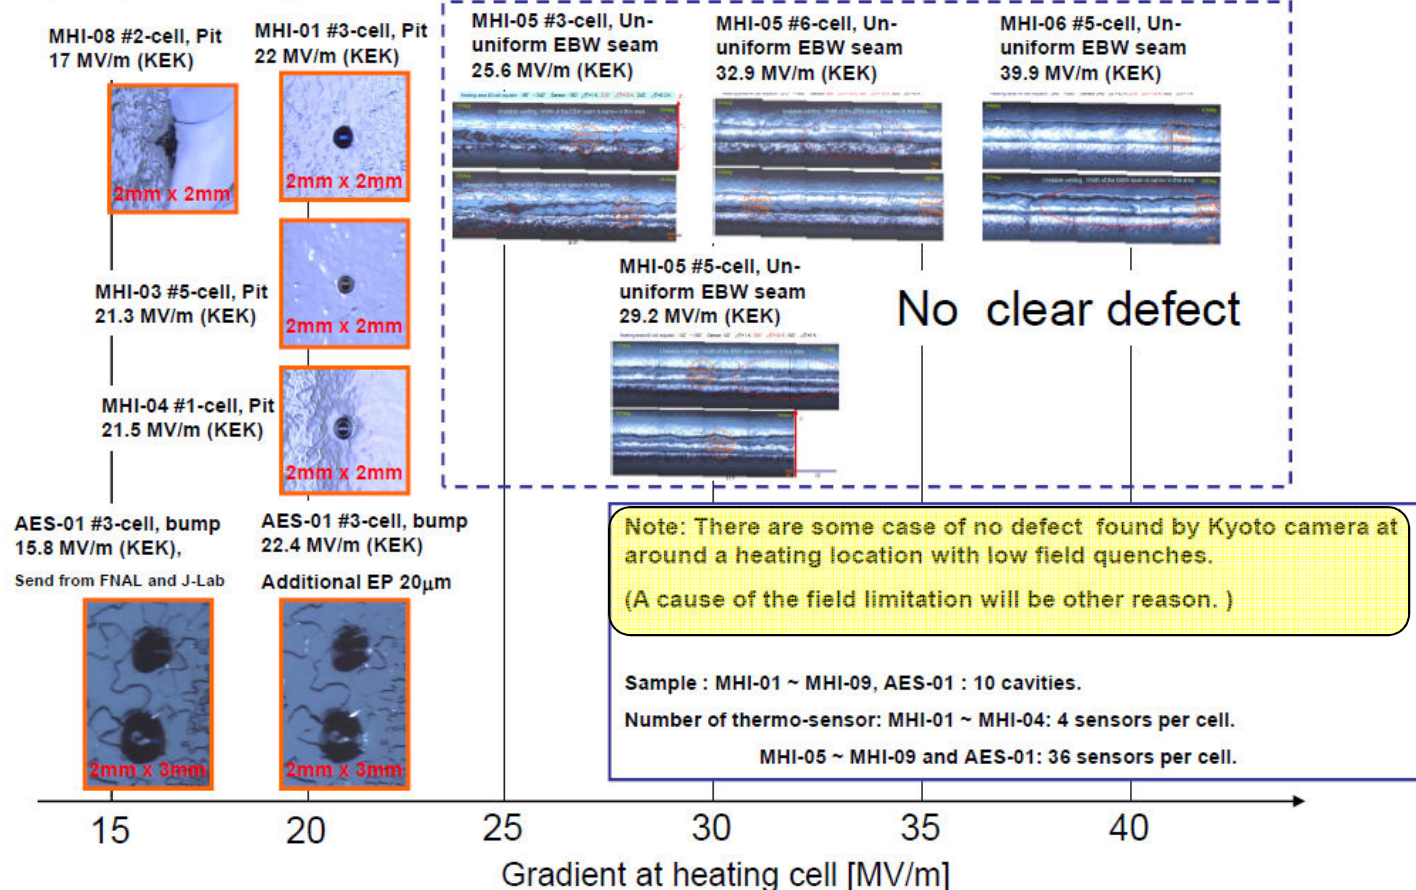 MHI-08 #2-cell, Pit
17 MV/m (KEK)
2mm x 2mm
MHI-01 #3-cell, Pit
22 MV/m (KEK)
2mm x 2mm
MHI-05 #3-cell, Un-
uniform EBW seam
25.6 MV/m (KEK)
MHI-05 #6-cell, Un-
uniform EBW seam
32.9 MV/m (KEK)
MHI-06 #5-cell, Un-
uniform EBW seam
39.9 MV/m (KEK)
MHI-03 #5-cell, Pit
21.3 MV/m (KEK)
2mm x 2mm
MHI-05 #5-cell, Un-
uniform EBW seam
29.2 MV/m (KEK)
No clear defect
MHI-04 #1-cell, Pit
21.5 MV/m (KEK)
2mm x 2mm
AES-01 #3-cell, bump
15.8 MV/m (KEK),
Send from FNAL and J-Lab
2mm x 3mm
AES-01 #3-cell, bump
22.4 MV/m (KEK)
Additional EP 20μm
2mm x 3mm
Note: There are some case of no defect found by Kyoto camera at
around a heating location with low field quenches.
(A cause of the field limitation will be other reason. )
Sample : MHI-01 ~ MHI-09, AES-01 : 10 cavities.
Number of thermo-sensor: MHI-01 ~ MHI-04: 4 sensors per cell.
MHI-05 ~ MHI-09 and AES-01: 36 sensors per cell.
15 20 25 30 35 40
Gradient at heating cell [MV/m]